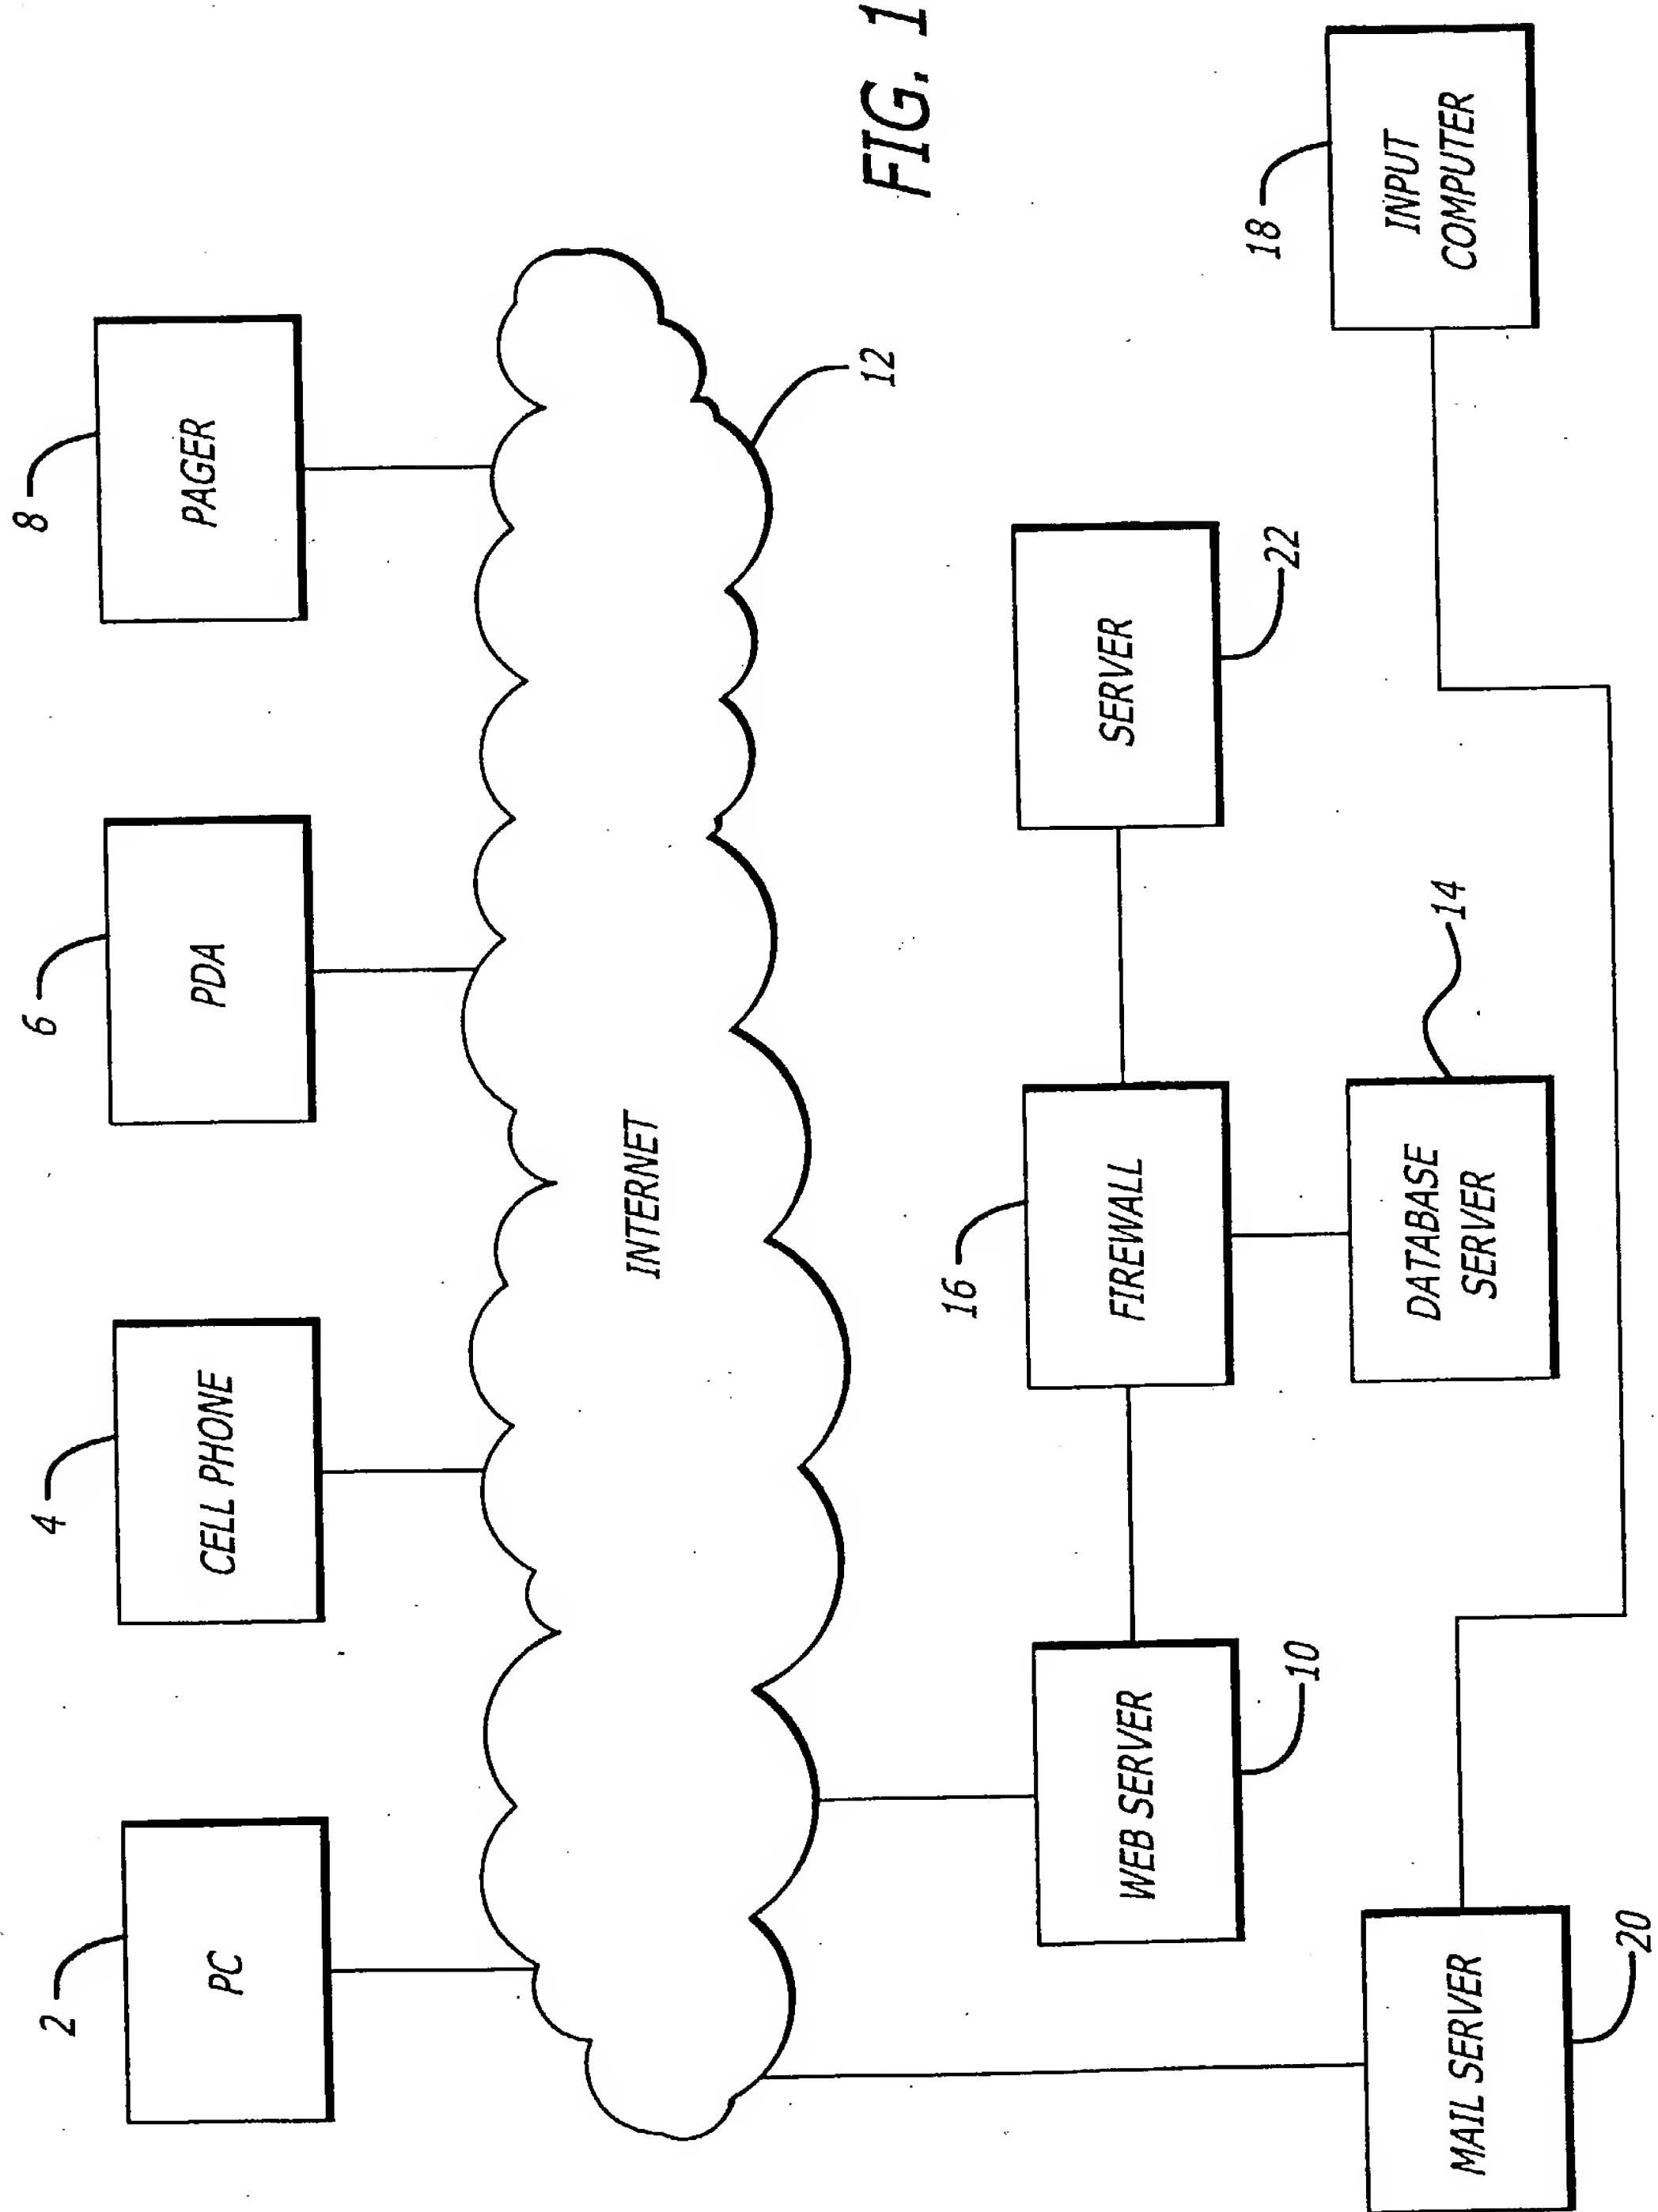 2
PC
4
CELL PHONE
6
PDA
8
PAGER
INTERNET
12
FIG. 1
WEB SERVER
10
16
FIREWALL
SERVER
22
18
INPUT
COMPUTER
14
DATABASE
SERVER
MAIL SERVER
20